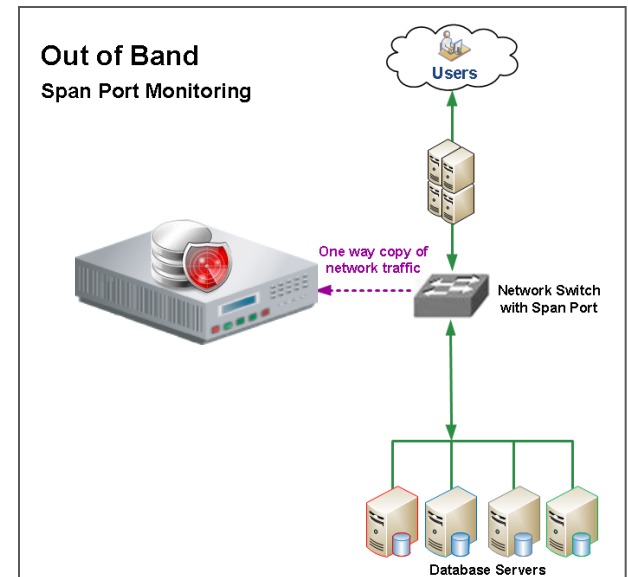 Out of Band
Span Port Monitoring
Users
One way copy of
network traffic
Network Switch
with Span Port
Database Servers